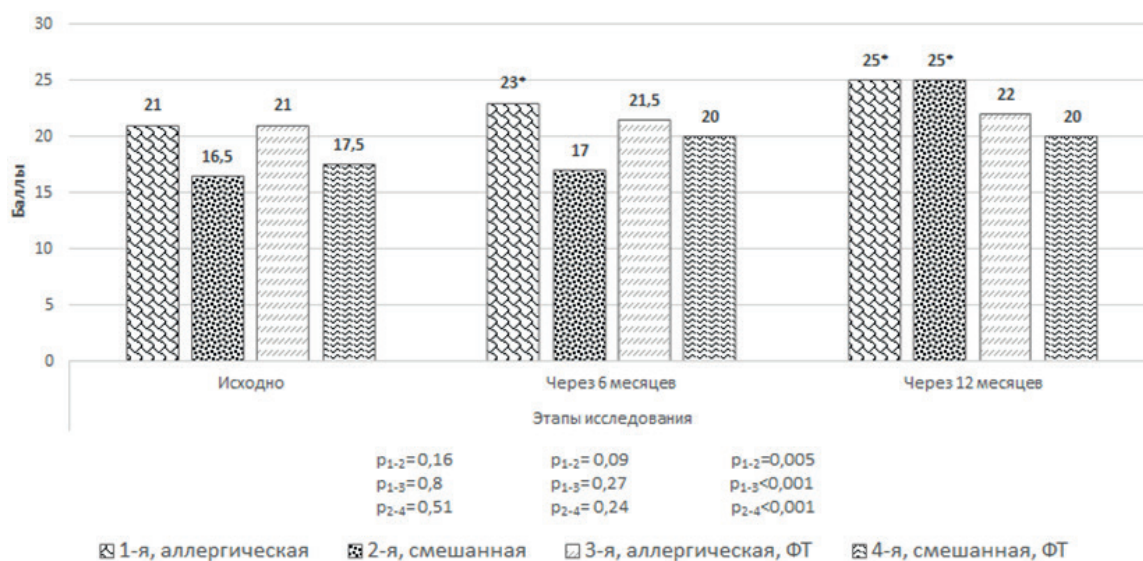 30
25
20
15
10
5
0
Баллы
21
16,5
21
17,5
23*
17
21,5
20
25*
25*
22
20
Исходно
Через 6 месяцев
Через 12 месяцев
Этапы исследования
p1-2=0,16 p1-2=0,09 p1-2=0,005
p1-3=0,8 p1-3=0,27 p1-3<0,001
p2-4=0,51 p2-4=0,24 p2-4<0,001
1-я, аллергическая 2-я, смешанная 3-я, аллергическая, ФТ 4-я, смешанная, ФТ